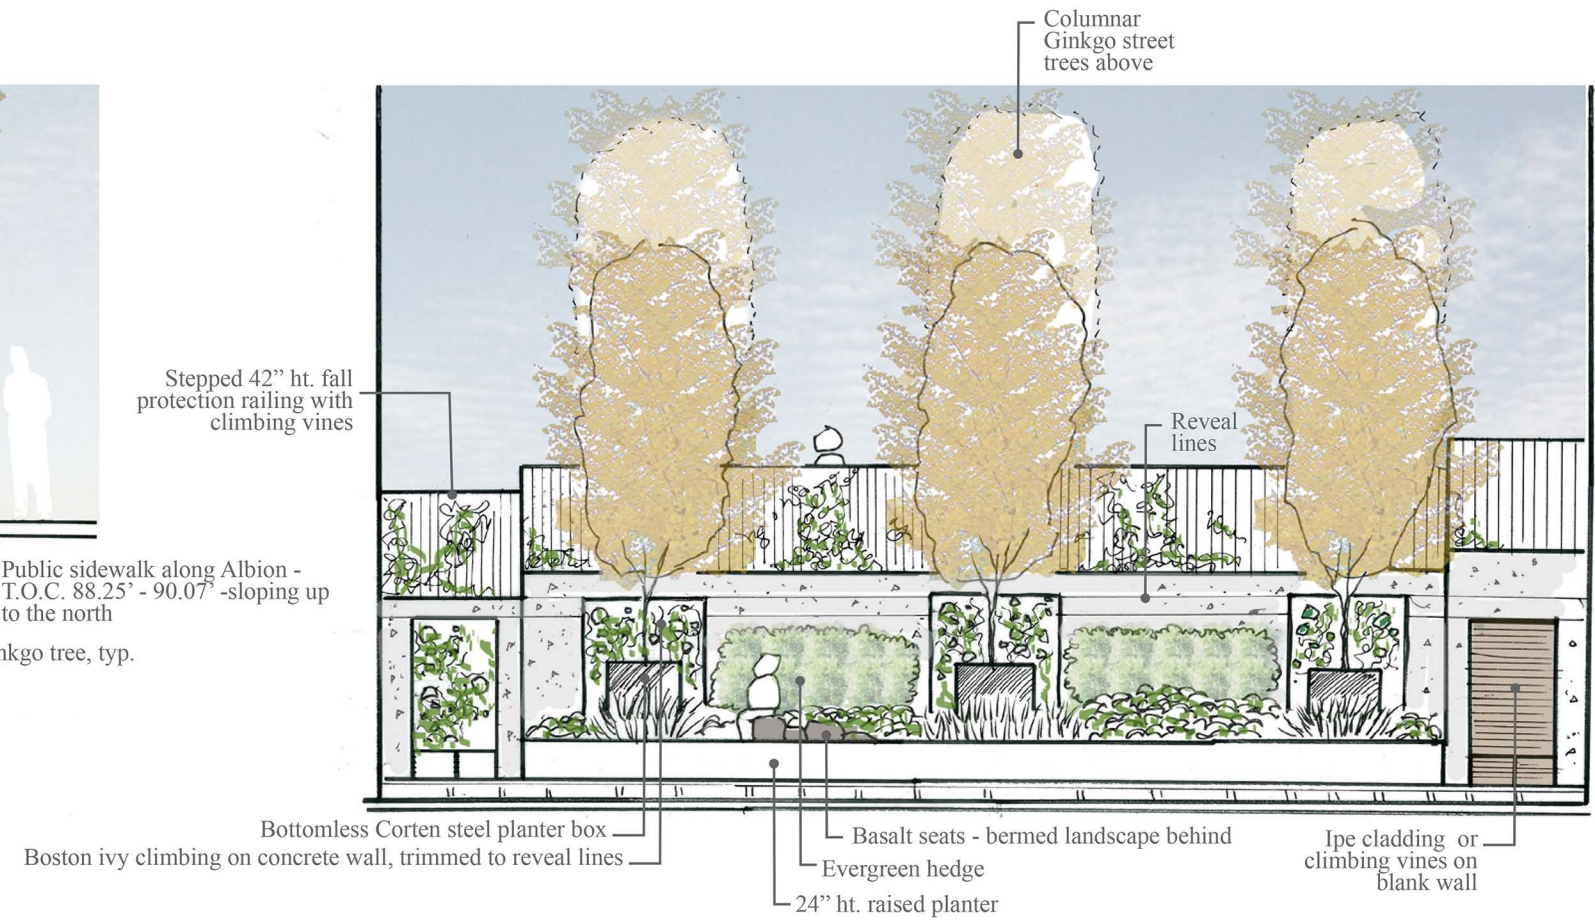 Columnar
Ginkgo street
trees above
Stepped 42” ht. fall
protection railing with
climbing vines
Reveal
lines
Public sidewalk along Albion -
T.O.C. 88.25’ - 90.07’ -sloping up
to the north
nkgo tree, typ.
Bottomless Corten steel planter box
Boston ivy climbing on concrete wall, trimmed to reveal lines
Basalt seats - bermed landscape behind
Evergreen hedge
24” ht. raised planter
Ipe cladding or
climbing vines on
blank wall